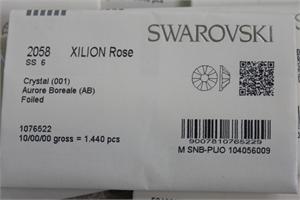 SWAROVSKI
2058 XILION Rose
SS 6
Crystal (001)
Aurore Boreale (AB)
Foiled
1076522
10/00/00 gross = 1.440 pcs
9007810765229
M SNB-PUO 104056009